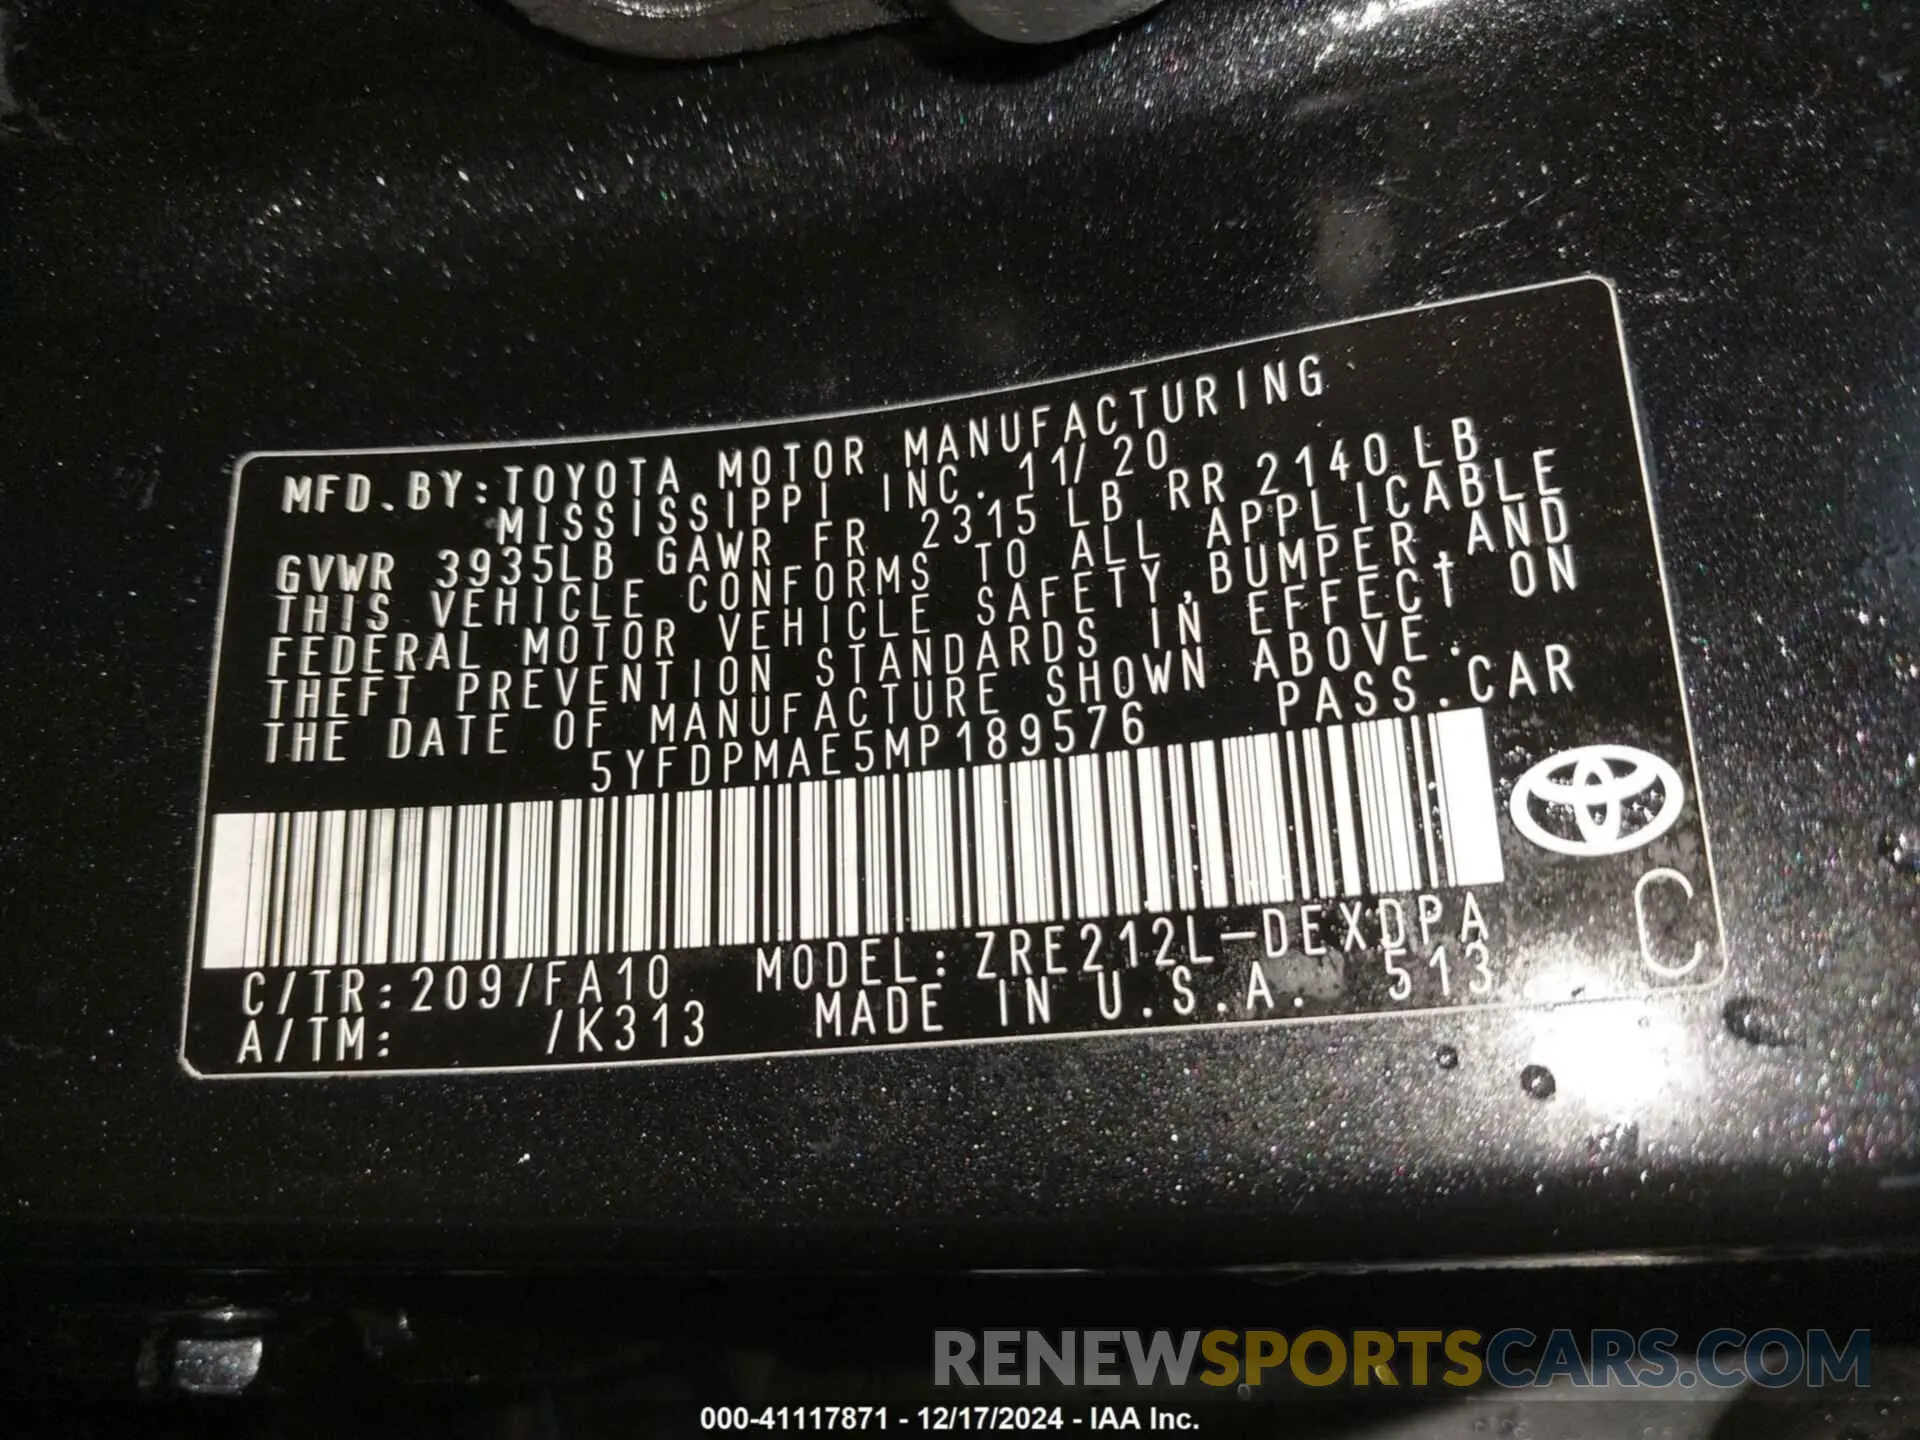 MFD.BY:TOYOTA MOTOR MANUFACTURING
MISSISSIPPI INC. 11/20
GVWR 3935LB GAWR FR 2315 LB RR 2140 LB
THIS VEHICLE CONFORMS TO ALL APPLICABLE
FEDERAL MOTOR VEHICLE SAFETY,BUMPER,AND
THEFT PREVENTION STANDARDS IN EFFECT ON
THE DATE OF MANUFACTURE SHOWN ABOVE.
5YFDPMAE5MP189576 PASS.CAR
C/TR:209/FA10 MODEL:ZRE212L-DEXDPA
A/TM: /K313 MADE IN U.S.A. 513
C
RENEWSPORTSCARS.COM
000-41117871 - 12/17/2024 - IAA Inc.